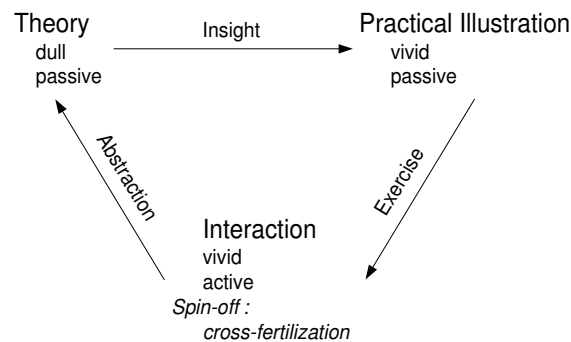 Theory
dull
passive
Insight
Practical Illustration
vivid
passive
Abstraction
Exercise
Interaction
vivid
active
Spin-off :
cross-fertilization